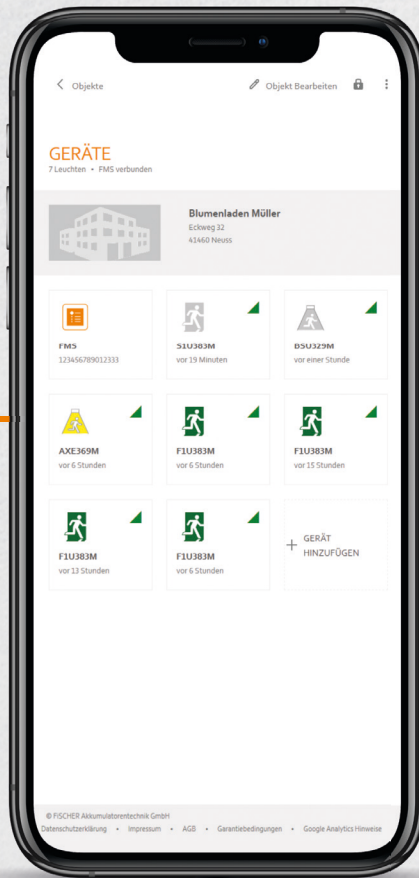 Objekte
Objekt Bearbeiten
GERÄTE
7 Leuchten • FMS verbunden
Blumenladen Müller
Eckweg 32
41460 Neuss
FMS
123456789012333
S1U383M
vor 19 Minuten
BSU329M
vor einer Stunde
AXE369M
vor 6 Stunden
F1U383M
vor 6 Stunden
F1U383M
vor 15 Stunden
F1U383M
vor 13 Stunden
F1U383M
vor 6 Stunden
+ GERÄT
HINZUFÜGEN
© FISCHER Akkumulatorentechnik GmbH
Datenschutzerklärung • Impressum • AGB • Garantiebedingungen • Google Analytics Hinweise